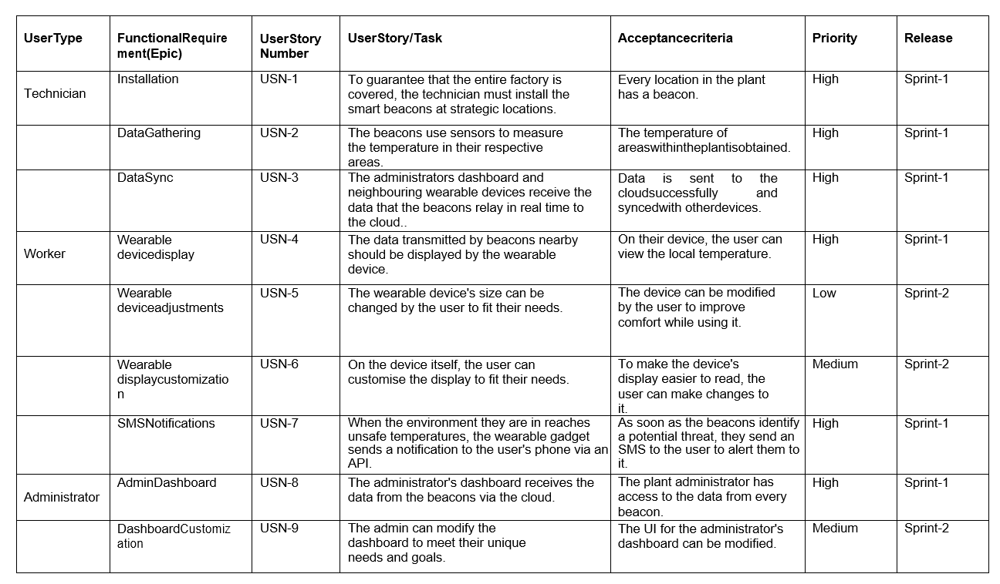 UserType FunctionalRequire UserStory UserStory/Task Acceptancecriteria Priority Release
ment(Epic) Number
Technician Installation USN-1 To guarantee that the entire factory is Every location in the plant High Sprint-1
covered, the technician must install the has a beacon.
smart beacons at strategic locations.
DataGathering USN-2 The beacons use sensors to measure The temperature of High Sprint-1
the temperature in their respective areaswithintheplantisobtained.
areas.
DataSync USN-3 The administrators dashboard and Data is sent to the High Sprint-1
neighbouring wearable devices receive the cloudsuccessfully and
data that the beacons relay in real time to syncedwith otherdevices.
the cloud..
Worker Wearable USN-4 The data transmitted by beacons nearby On their device, the user can High Sprint-1
devicedisplay should be displayed by the wearable view the local temperature.
device.
Wearable USN-5 The wearable device's size can be The device can be modified Low Sprint-2
deviceadjustments changed by the user to fit their needs. by the user to improve
comfort while using it.
Wearable USN-6 On the device itself, the user can To make the device's Medium Sprint-2
displaycustomizatio customise the display to fit their needs. display easier to read, the
n user can make changes to
it.
SMSNotifications USN-7 When the environment they are in reaches As soon as the beacons identify High Sprint-1
unsafe temperatures, the wearable gadget a potential threat, they send an
sends a notification to the user's phone via an SMS to the user to alert them to
API. it.
Administrator AdminDashboard USN-8 The administrator's dashboard receives the The plant administrator has High Sprint-1
data from the beacons via the cloud. access to the data from every
beacon.
DashboardCustomiz USN-9 The admin can modify the The UI for the administrator's Medium Sprint-2
ation dashboard to meet their unique dashboard can be modified.
needs and goals.